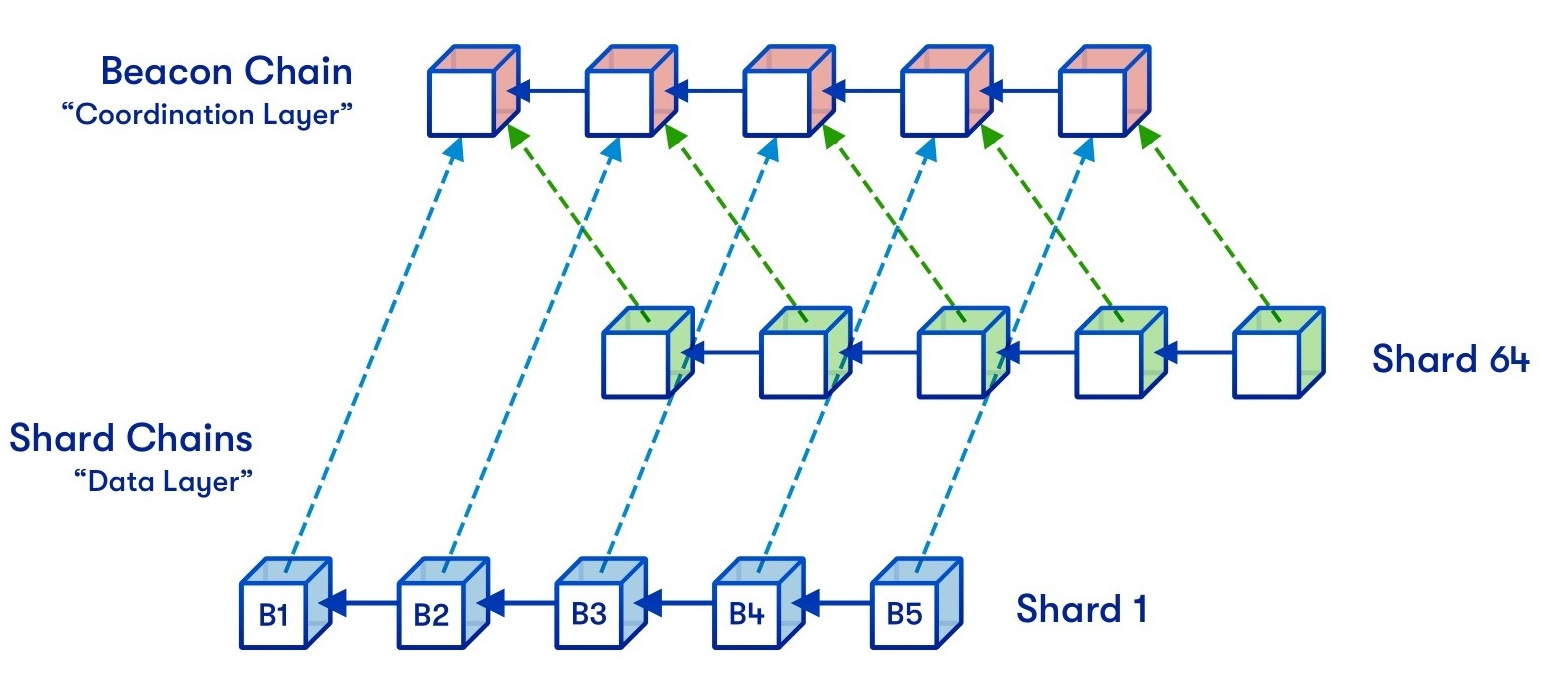 Beacon Chain
“Coordination Layer”
Shard 64
Shard Chains
“Data Layer”
B1
B2
B3
B4
B5
Shard 1